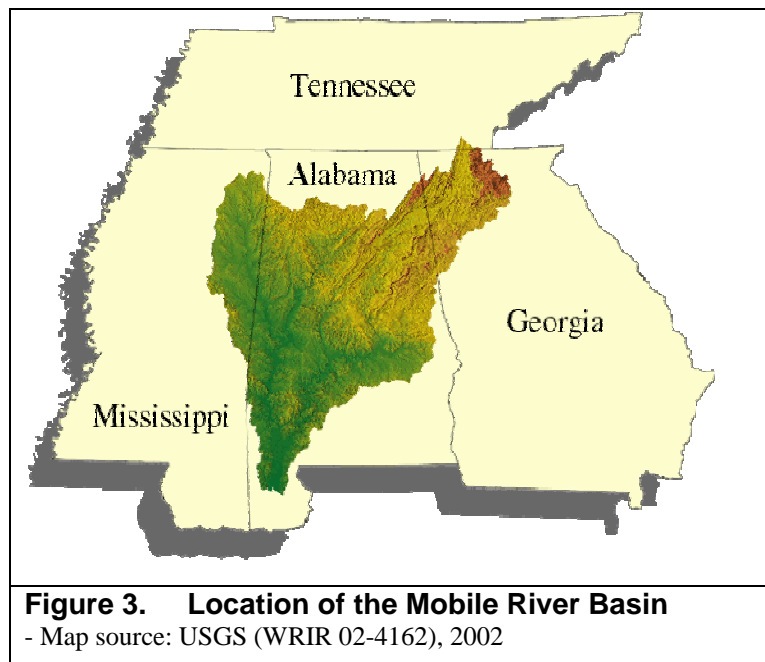 Tennessee
Alabama
Georgia
Mississippi
Figure 3. Location of the Mobile River Basin
- Map source: USGS (WRIR 02-4162), 2002